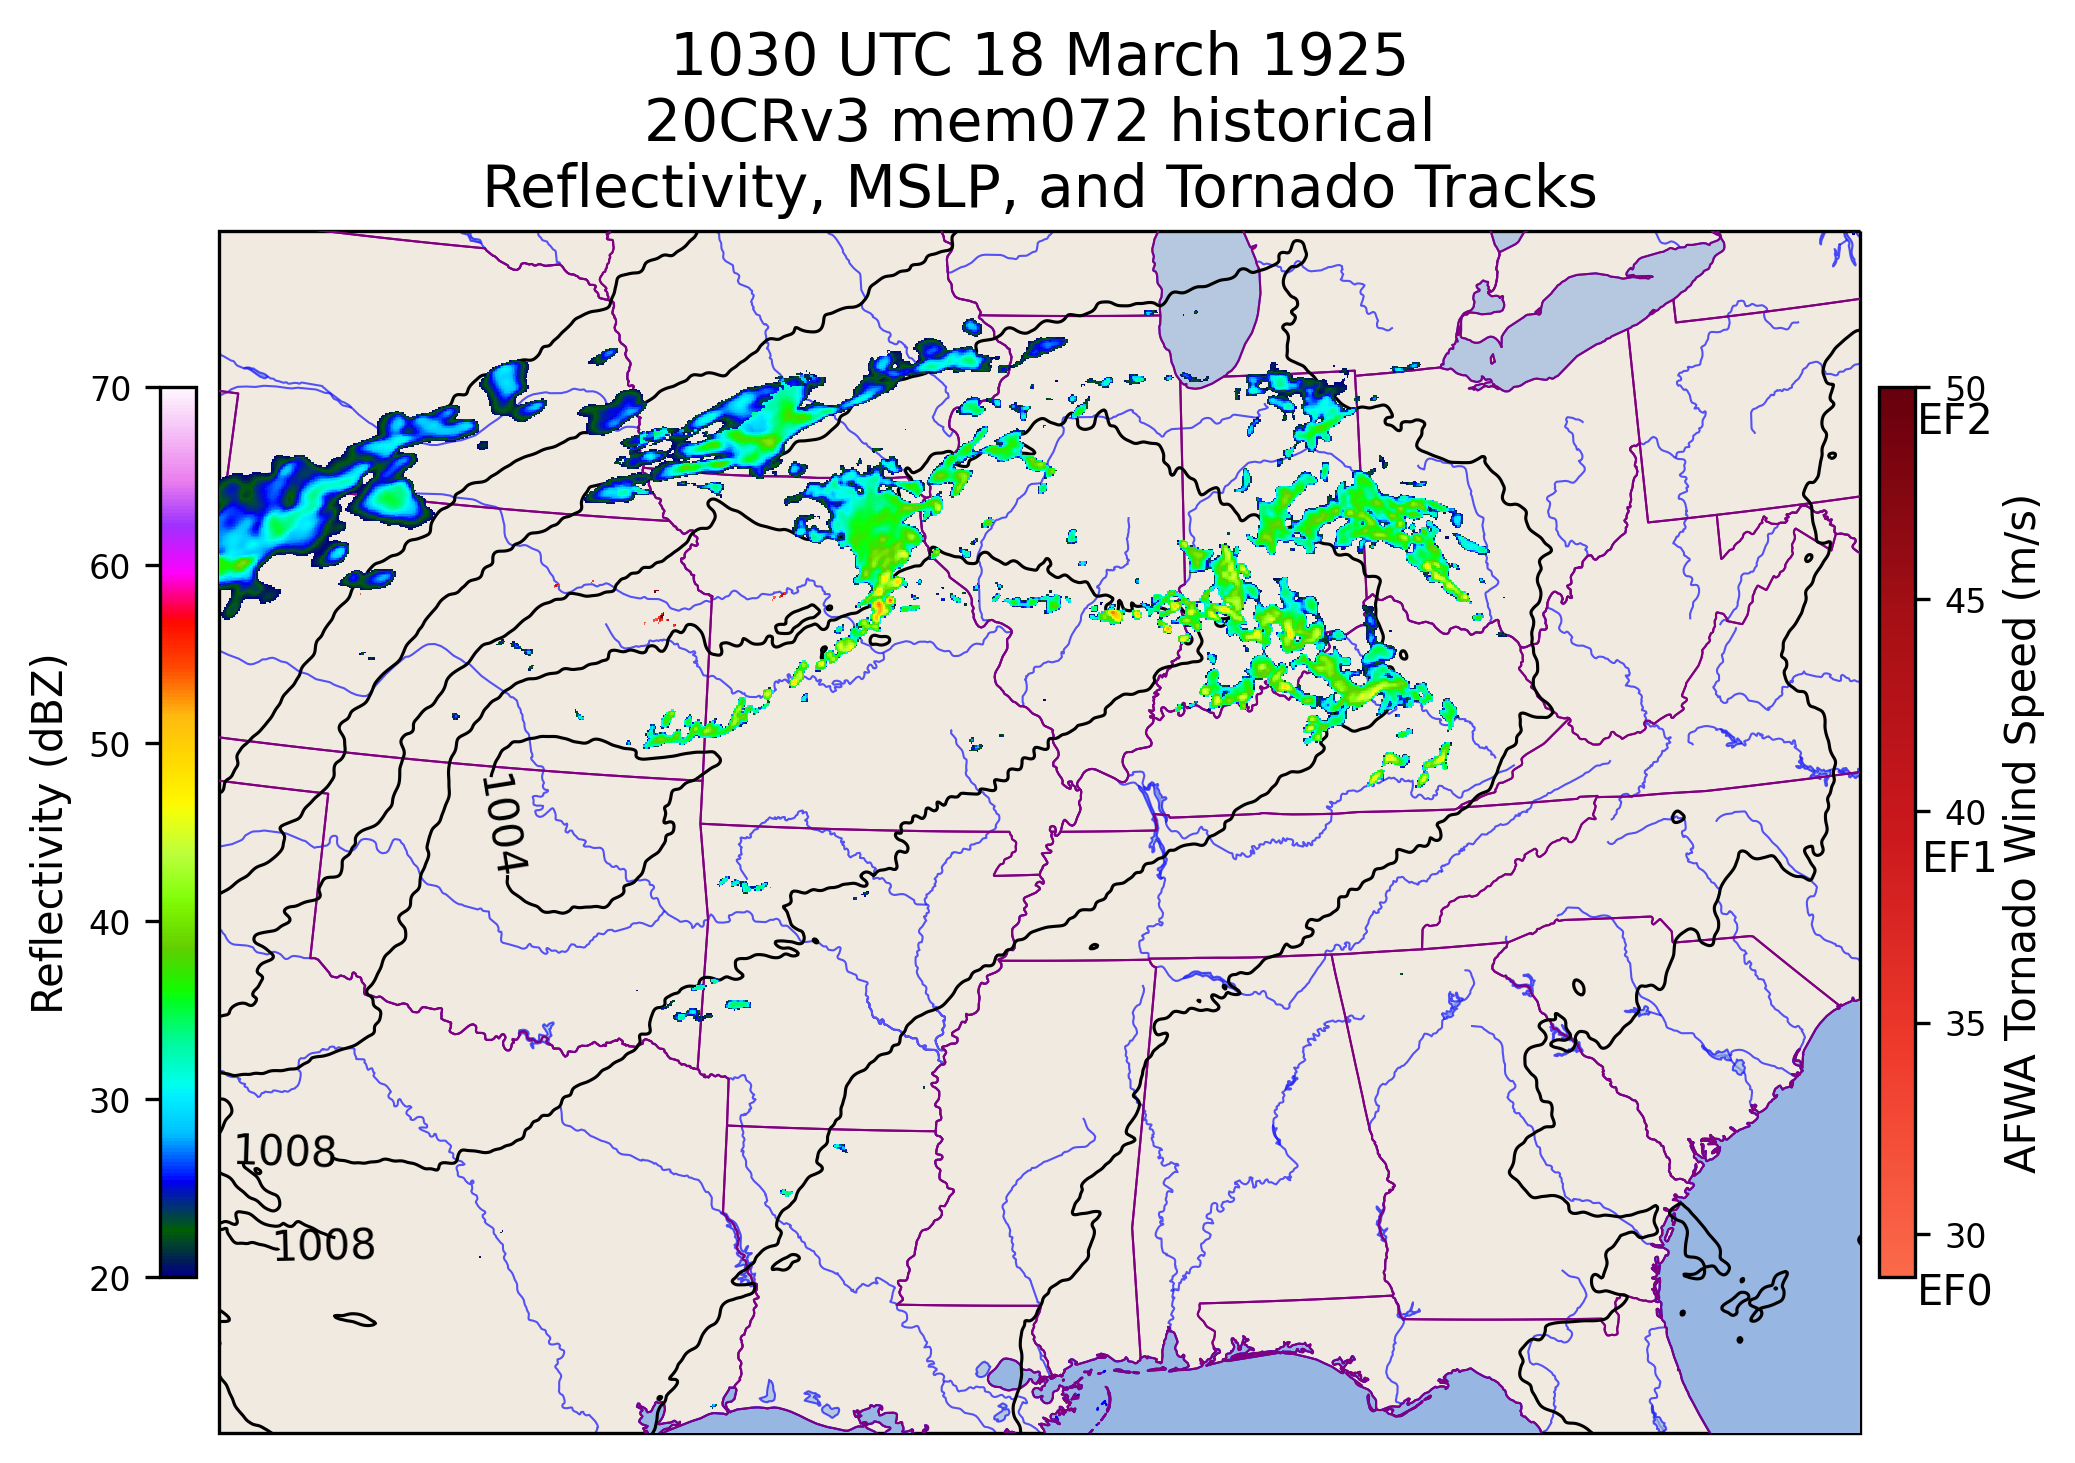 1030 UTC 18 March 1925
20CRv3 mem072 historical
Reflectivity, MSLP, and Tornado Tracks
Reflectivity (dBZ)
70
60
50
40
30
20
1004
1008
1008
50
EF2
45
40
EF1
35
30
EF0
AFWA Tornado Wind Speed (m/s)